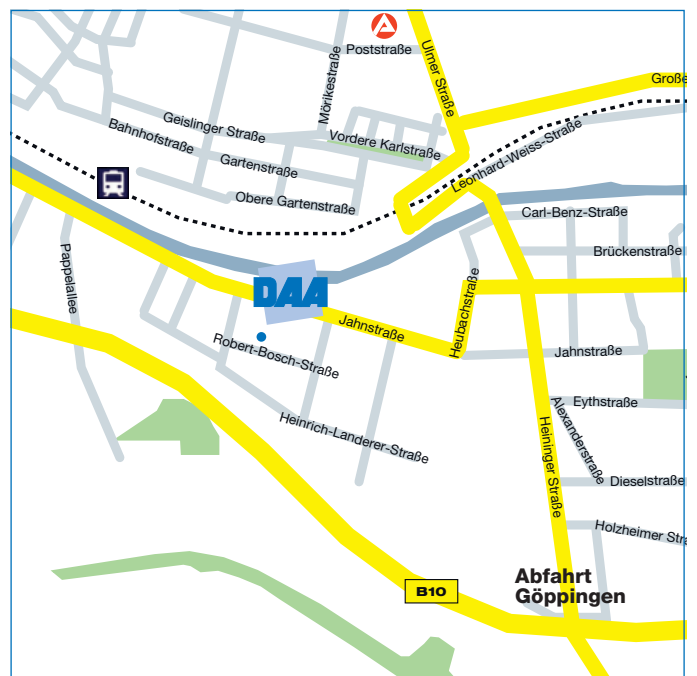 Poststraße
Ulmer Straße
Große
Mörikestraße
Geislinger Straße
Bahnhofstraße
Vordere Karlstraße
Gartenstraße
Leonhard-Weiss-Straße
Obere Gartenstraße
Carl-Benz-Straße
Brückenstraße
Pappelallee
DAA
Jahnstraße
Heubachstraße
Jahnstraße
Robert-Bosch-Straße
Eythstraße
Alexanderstraße
Heinrich-Landerer-Straße
Heininger Straße
Dieselstraße
Holzheimer Stra
Abfahrt
Göppingen
B10